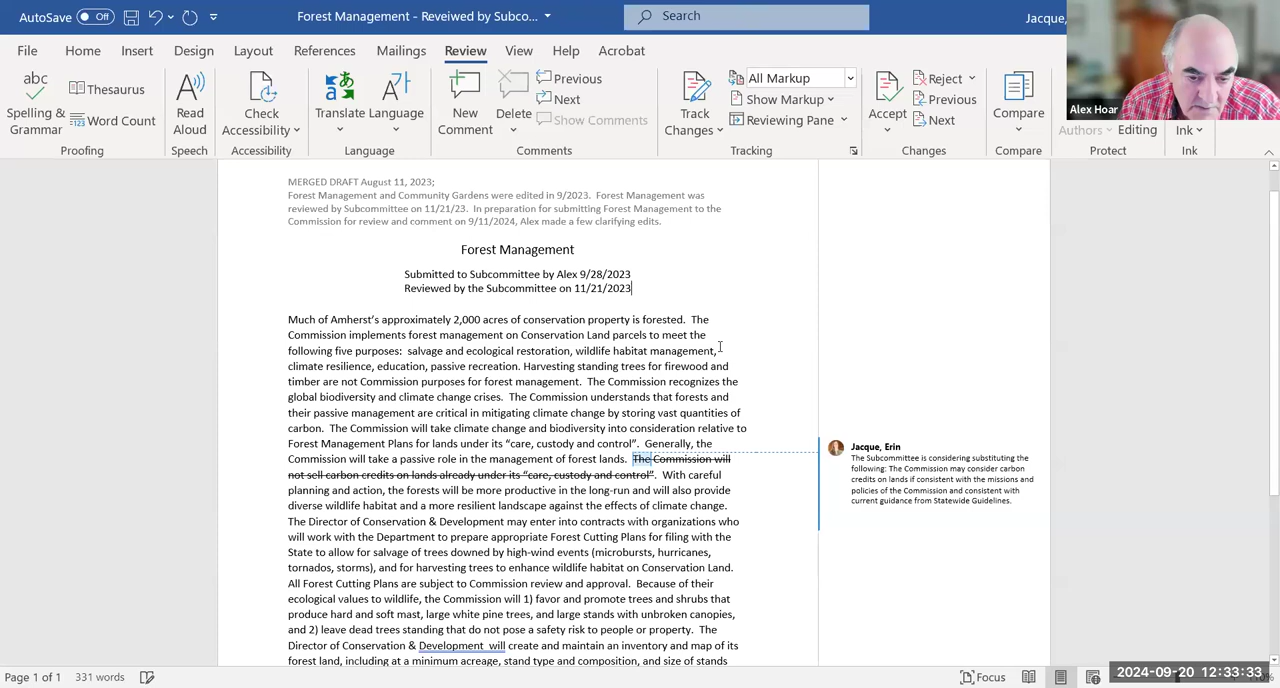 AutoSave Off Forest Management - Reveiwed by Subco... Search Jacque,
File Home Insert Design Layout References Mailings Review View Help Acrobat
Spelling & Grammar
Thesaurus
Word Count
Proofing
Read Aloud
Speech
Check Accessibility
Accessibility
Translate
Language
Language
New Comment
Delete
Previous
Next
Show Comments
Comments
Track Changes
All Markup
Show Markup
Reviewing Pane
Tracking
Accept
Reject
Previous
Next
Changes
Compare
Compare
Authors
Editing
Protect
Ink
Ink
Alex Hoar
MERGED DRAFT August 11, 2023;
Forest Management and Community Gardens were edited in 9/2023. Forest Management was
reviewed by Subcommittee on 11/21/23. In preparation for submitting Forest Management to the
Commission for review and comment on 9/11/2024, Alex made a few clarifying edits.
Forest Management
Submitted to Subcommittee by Alex 9/28/2023
Reviewed by the Subcommittee on 11/21/2023
Much of Amherst's approximately 2,000 acres of conservation property is forested. The
Commission implements forest management on Conservation Land parcels to meet the
following five purposes: salvage and ecological restoration, wildlife habitat management,
climate resilience, education, passive recreation. Harvesting standing trees for firewood and
timber are not Commission purposes for forest management. The Commission recognizes the
global biodiversity and climate change crises. The Commission understands that forests and
their passive management are critical in mitigating climate change by storing vast quantities of
carbon. The Commission will take climate change and biodiversity into consideration relative to
Forest Management Plans for lands under its “care, custody and control”. Generally, the
Commission will take a passive role in the management of forest lands. The Commission will
not sell carbon credits on lands already under its “care, custody and control”. With careful
planning and action, the forests will be more productive in the long-run and will also provide
diverse wildlife habitat and a more resilient landscape against the effects of climate change.
The Director of Conservation & Development may enter into contracts with organizations who
will work with the Department to prepare appropriate Forest Cutting Plans for filing with the
State to allow for salvage of trees downed by high-wind events (microbursts, hurricanes,
tornados, storms), and for harvesting trees to enhance wildlife habitat on Conservation Land.
All Forest Cutting Plans are subject to Commission review and approval. Because of their
ecological values to wildlife, the Commission will 1) favor and promote trees and shrubs that
produce hard and soft mast, large white pine trees, and large stands with unbroken canopies,
and 2) leave dead trees standing that do not pose a safety risk to people or property. The
Director of Conservation & Development will create and maintain an inventory and map of its
forest land, including at a minimum acreage, stand type and composition, and size of stands
Jacque, Erin
The Subcommittee is considering substituting the
following: The Commission may consider carbon
credits on lands if consistent with the missions and
policies of the Commission and consistent with
current guidance from Statewide Guidelines.
Page 1 of 1 331 words Focus
2024-09-20 12:33:33